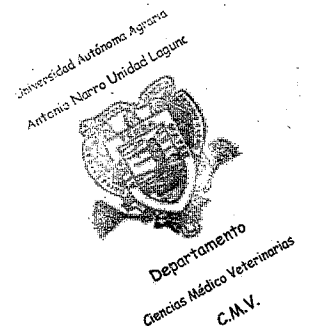 Universidad Autónoma Agraria
Antonio Narro Unidad Laguna
Departamento
Ciencias Médico Veterinarias
C.M.V.